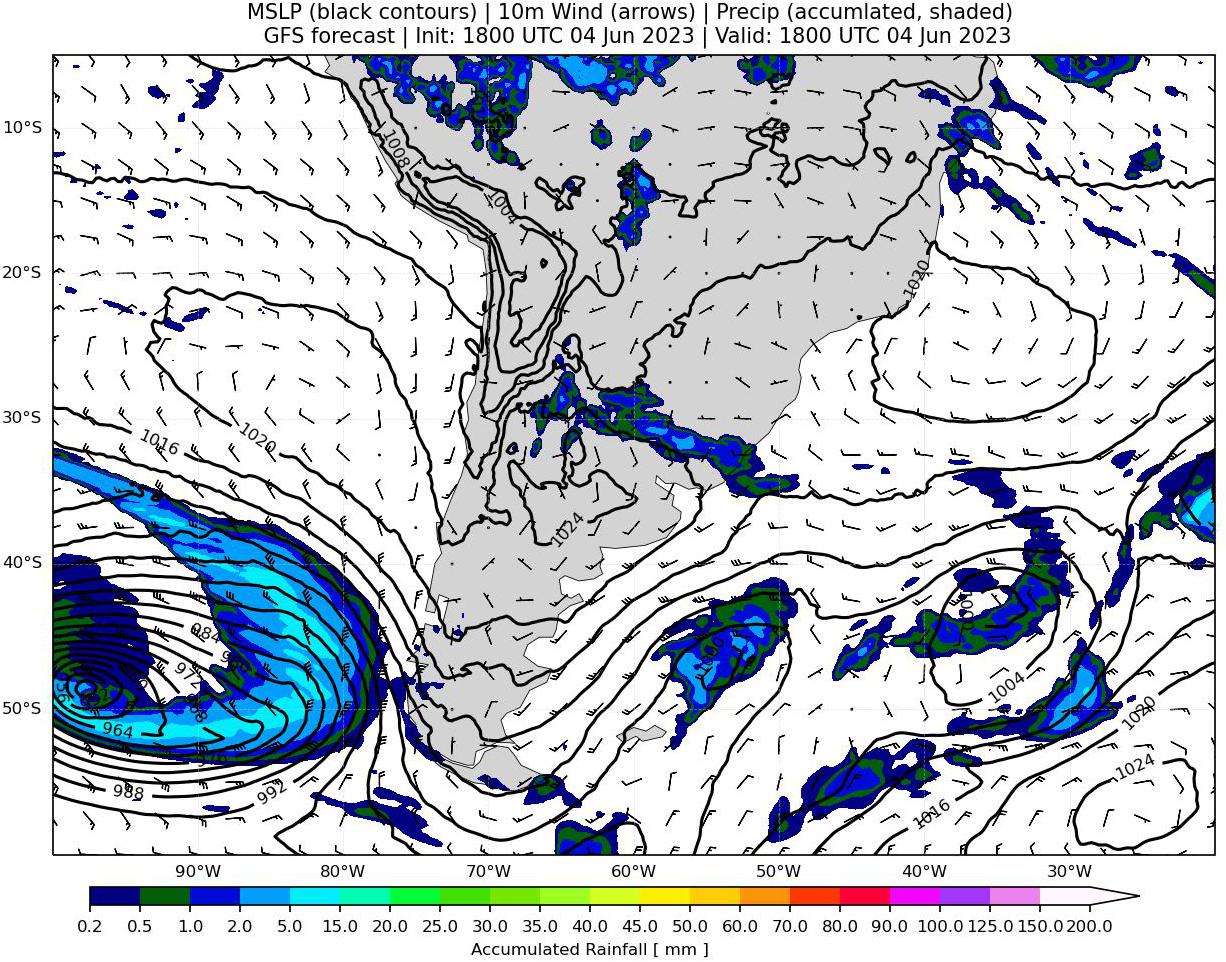 MSLP (black contours) | 10m Wind (arrows) | Precip (accumlated, shaded)
GFS forecast | Init: 1800 UTC 04 Jun 2023 | Valid: 1800 UTC 04 Jun 2023
10°S
1008
1004
20°S
1020
30°S
1016
1020
1024
40°S
984
1000
1004
50°S
964
1020
988
992
1024
1016
90°W 80°W 70°W 60°W 50°W 40°W 30°W
0.2 0.5 1.0 2.0 5.0 10.0 15.0 20.0 25.0 30.0 35.0 40.0 45.0 50.0 60.0 70.0 80.0 90.0 100.0 125.0 150.0 200.0
Accumulated Rainfall [ mm ]